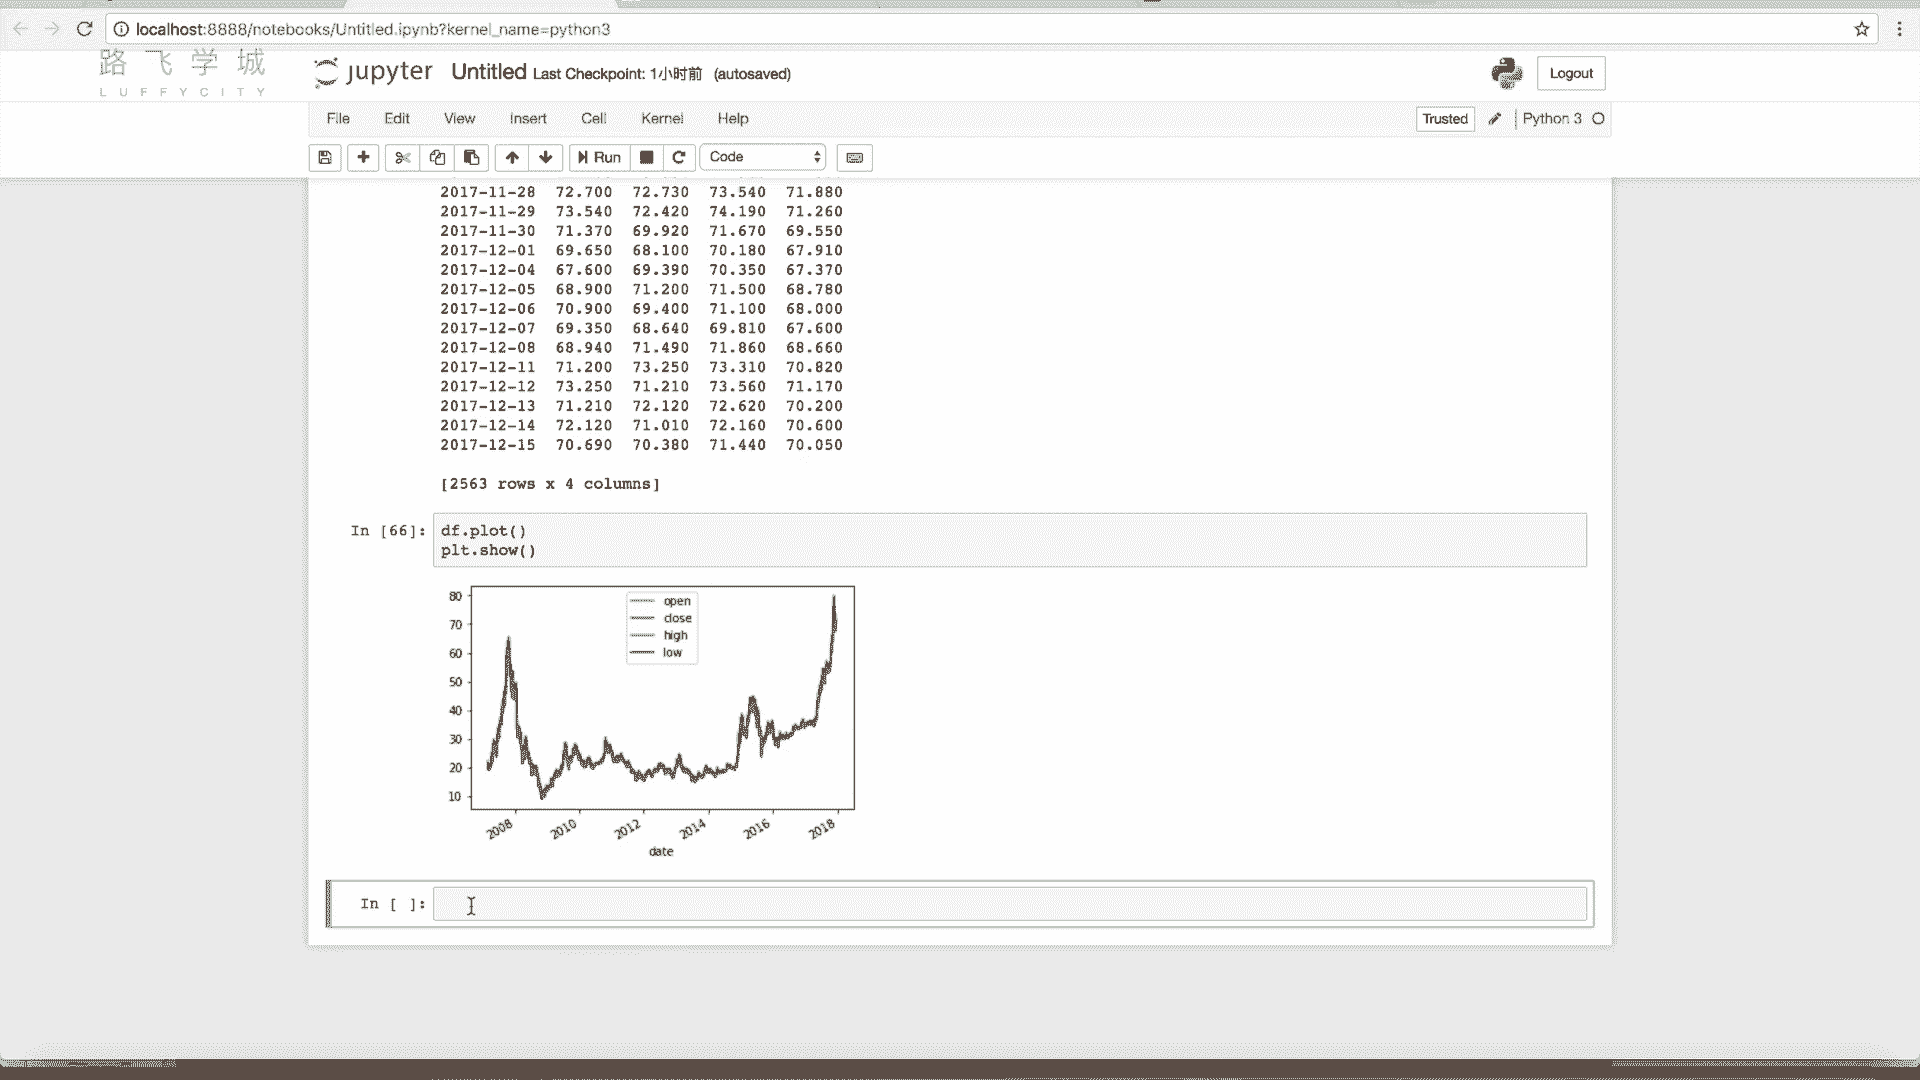 localhost:8888/notebooks/Untitled.ipynb?kernel_name=python3
路飞学城
LUFFYCITY
jupyter Untitled Last Checkpoint: 1小时前 (autosaved)
Logout
File Edit View Insert Cell Kernel Help
Trusted Python 3
Run Code
2017-11-28 72.700 72.730 73.540 71.880
2017-11-29 73.540 72.420 74.190 71.260
2017-11-30 71.370 69.920 71.670 69.550
2017-12-01 69.650 68.100 70.180 67.910
2017-12-04 67.600 69.390 70.350 67.370
2017-12-05 68.900 71.200 71.500 68.780
2017-12-06 70.900 69.400 71.100 68.000
2017-12-07 69.350 68.640 69.810 67.600
2017-12-08 68.940 71.490 71.860 68.660
2017-12-11 71.200 73.250 73.310 70.820
2017-12-12 73.250 71.210 73.560 71.170
2017-12-13 71.210 72.120 72.620 70.200
2017-12-14 72.120 71.010 72.160 70.600
2017-12-15 70.690 70.380 71.440 70.050
[2563 rows x 4 columns]
In [66]: df.plot()
plt.show()
open
close
high
low
80
70
60
50
40
30
20
10
2008 2010 2012 2014 2016 2018
date
In [ ]: